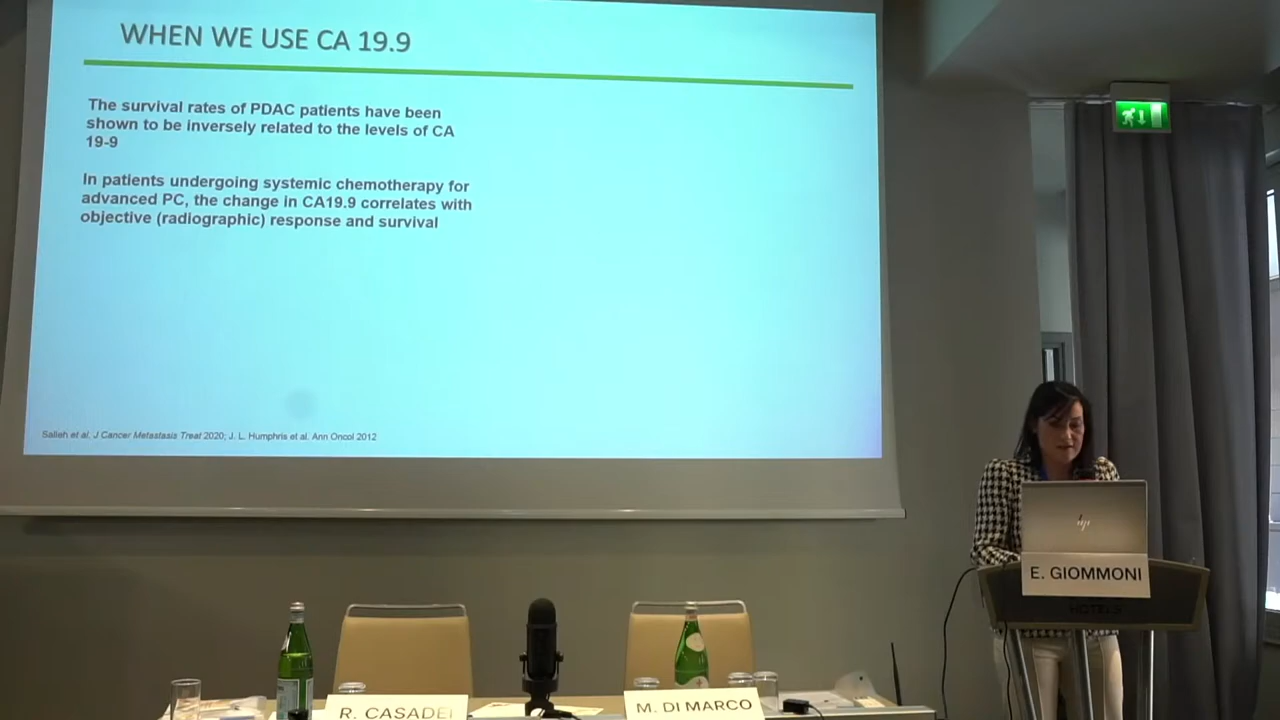 WHEN WE USE CA 19.9
The survival rates of PDAC patients have been
shown to be inversely related to the levels of CA
19-9
In patients undergoing systemic chemotherapy for
advanced PC, the change in CA19.9 correlates with
objective (radiographic) response and survival
Salleh et al. J Cancer Metastasis Treat 2020; J. L. Humphris et al. Ann Oncol 2012
hp
E. GIOMMONI
HOTELS
R. CASADEI
M. DI MARCO